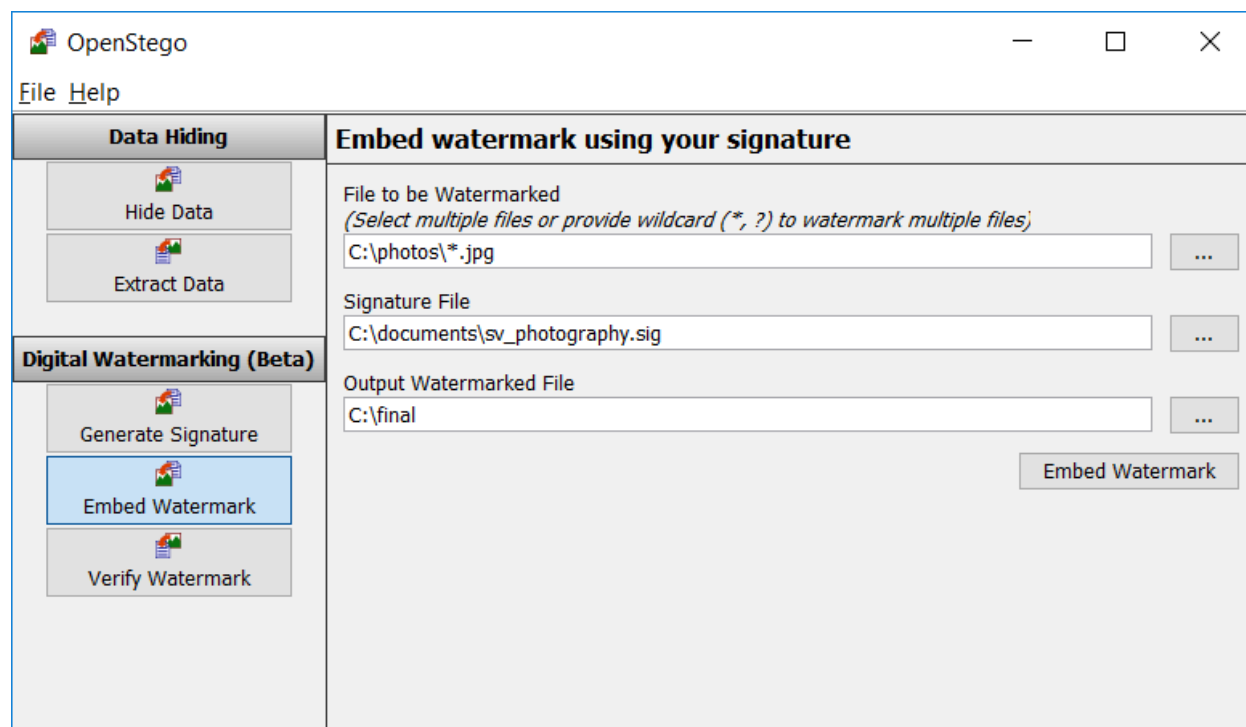 OpenStego
File Help
Data Hiding
Hide Data
Extract Data
Digital Watermarking (Beta)
Generate Signature
Embed Watermark
Verify Watermark
Embed watermark using your signature
File to be Watermarked
(Select multiple files or provide wildcard (*, ?) to watermark multiple files)
C:\photos\*.jpg
...
Signature File
C:\documents\sv_photography.sig
...
Output Watermarked File
C:\final
...
Embed Watermark